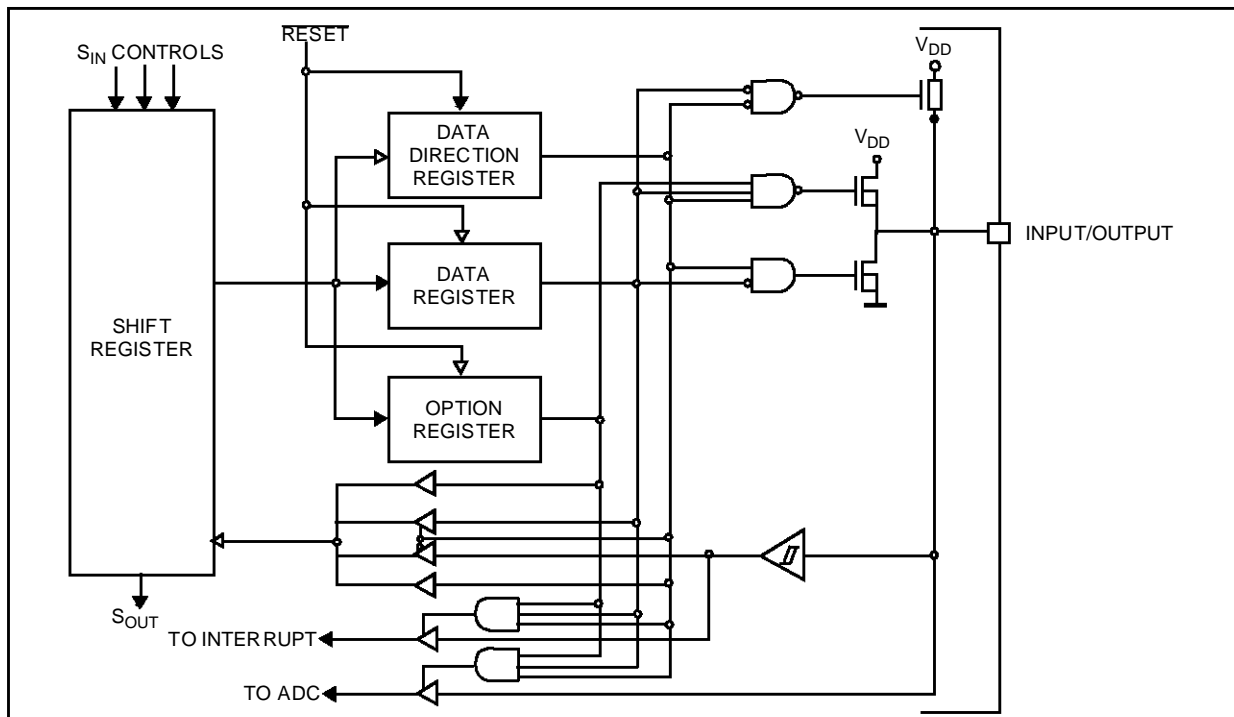 RESET
S_IN CONTROLS
V_DD
DATA
DIRECTION
REGISTER
V_DD
INPUT/OUTPUT
DATA
REGISTER
SHIFT
REGISTER
OPTION
REGISTER
S_OUT
TO INTERRUPT
TO ADC